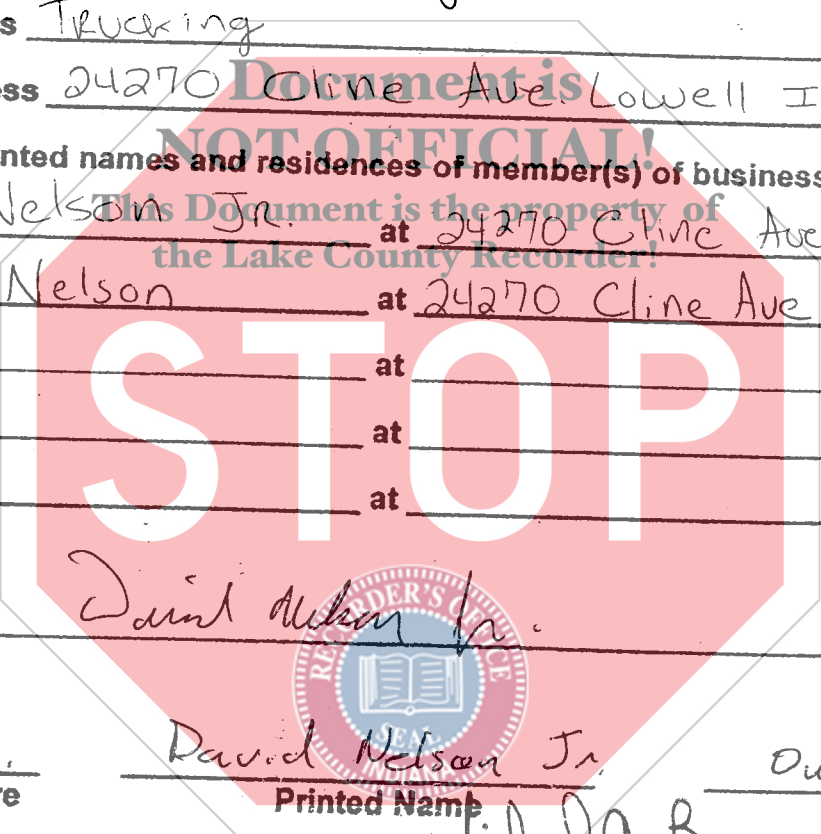 s Trucking
ess 24270 Cline Ave. Lowell I
Document is
NOT OFFICIAL!
nted names and residences of member(s) of business
This Document is the property of
Nelson Jr. at 24270 Cline Ave
the Lake County Recorder!
Nelson at 24270 Cline Ave
STOP
at
at
at
David Nelson Jr.
RECORDER'S OFFICE
SEAL
INDIANA
David Nelson Jr. Ow
re Printed Name